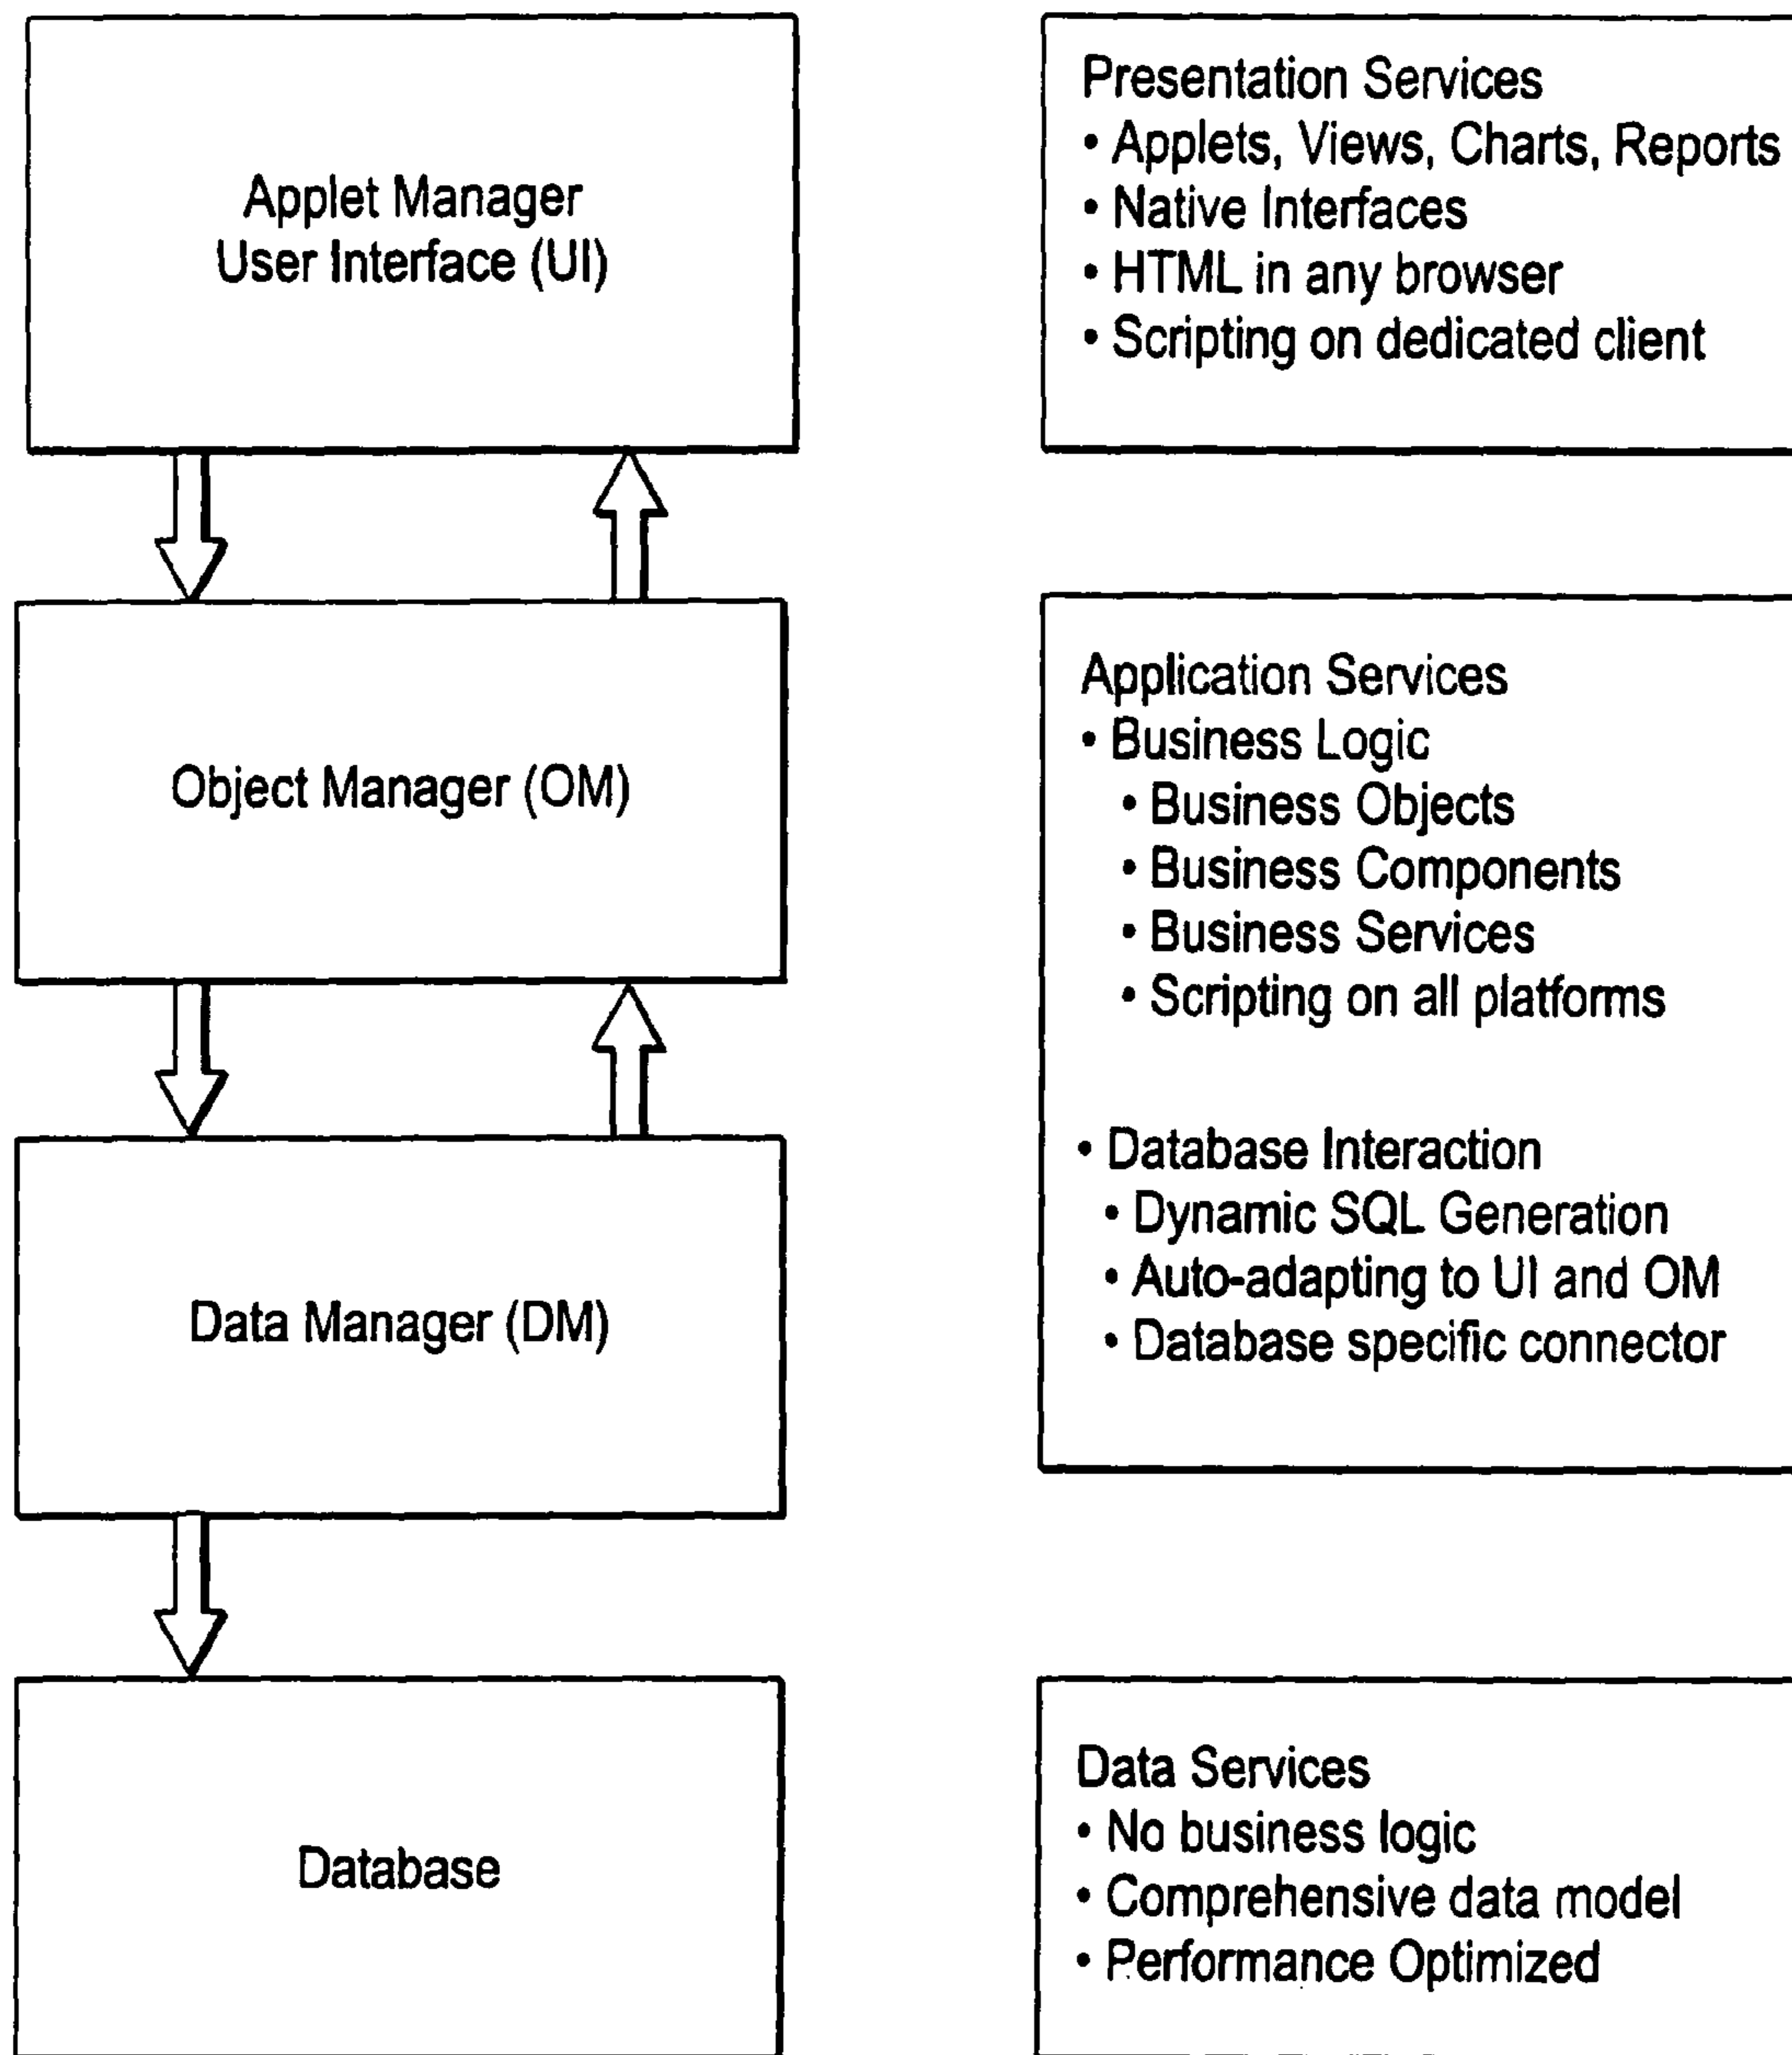 Applet Manager
User Interface (UI)
Presentation Services
• Applets, Views, Charts, Reports
• Native Interfaces
• HTML in any browser
• Scripting on dedicated client
Object Manager (OM)
Data Manager (DM)
Application Services
• Business Logic
• Business Objects
• Business Components
• Business Services
• Scripting on all platforms
• Database Interaction
• Dynamic SQL Generation
• Auto-adapting to UI and OM
• Database specific connector
Database
Data Services
• No business logic
• Comprehensive data model
• Performance Optimized